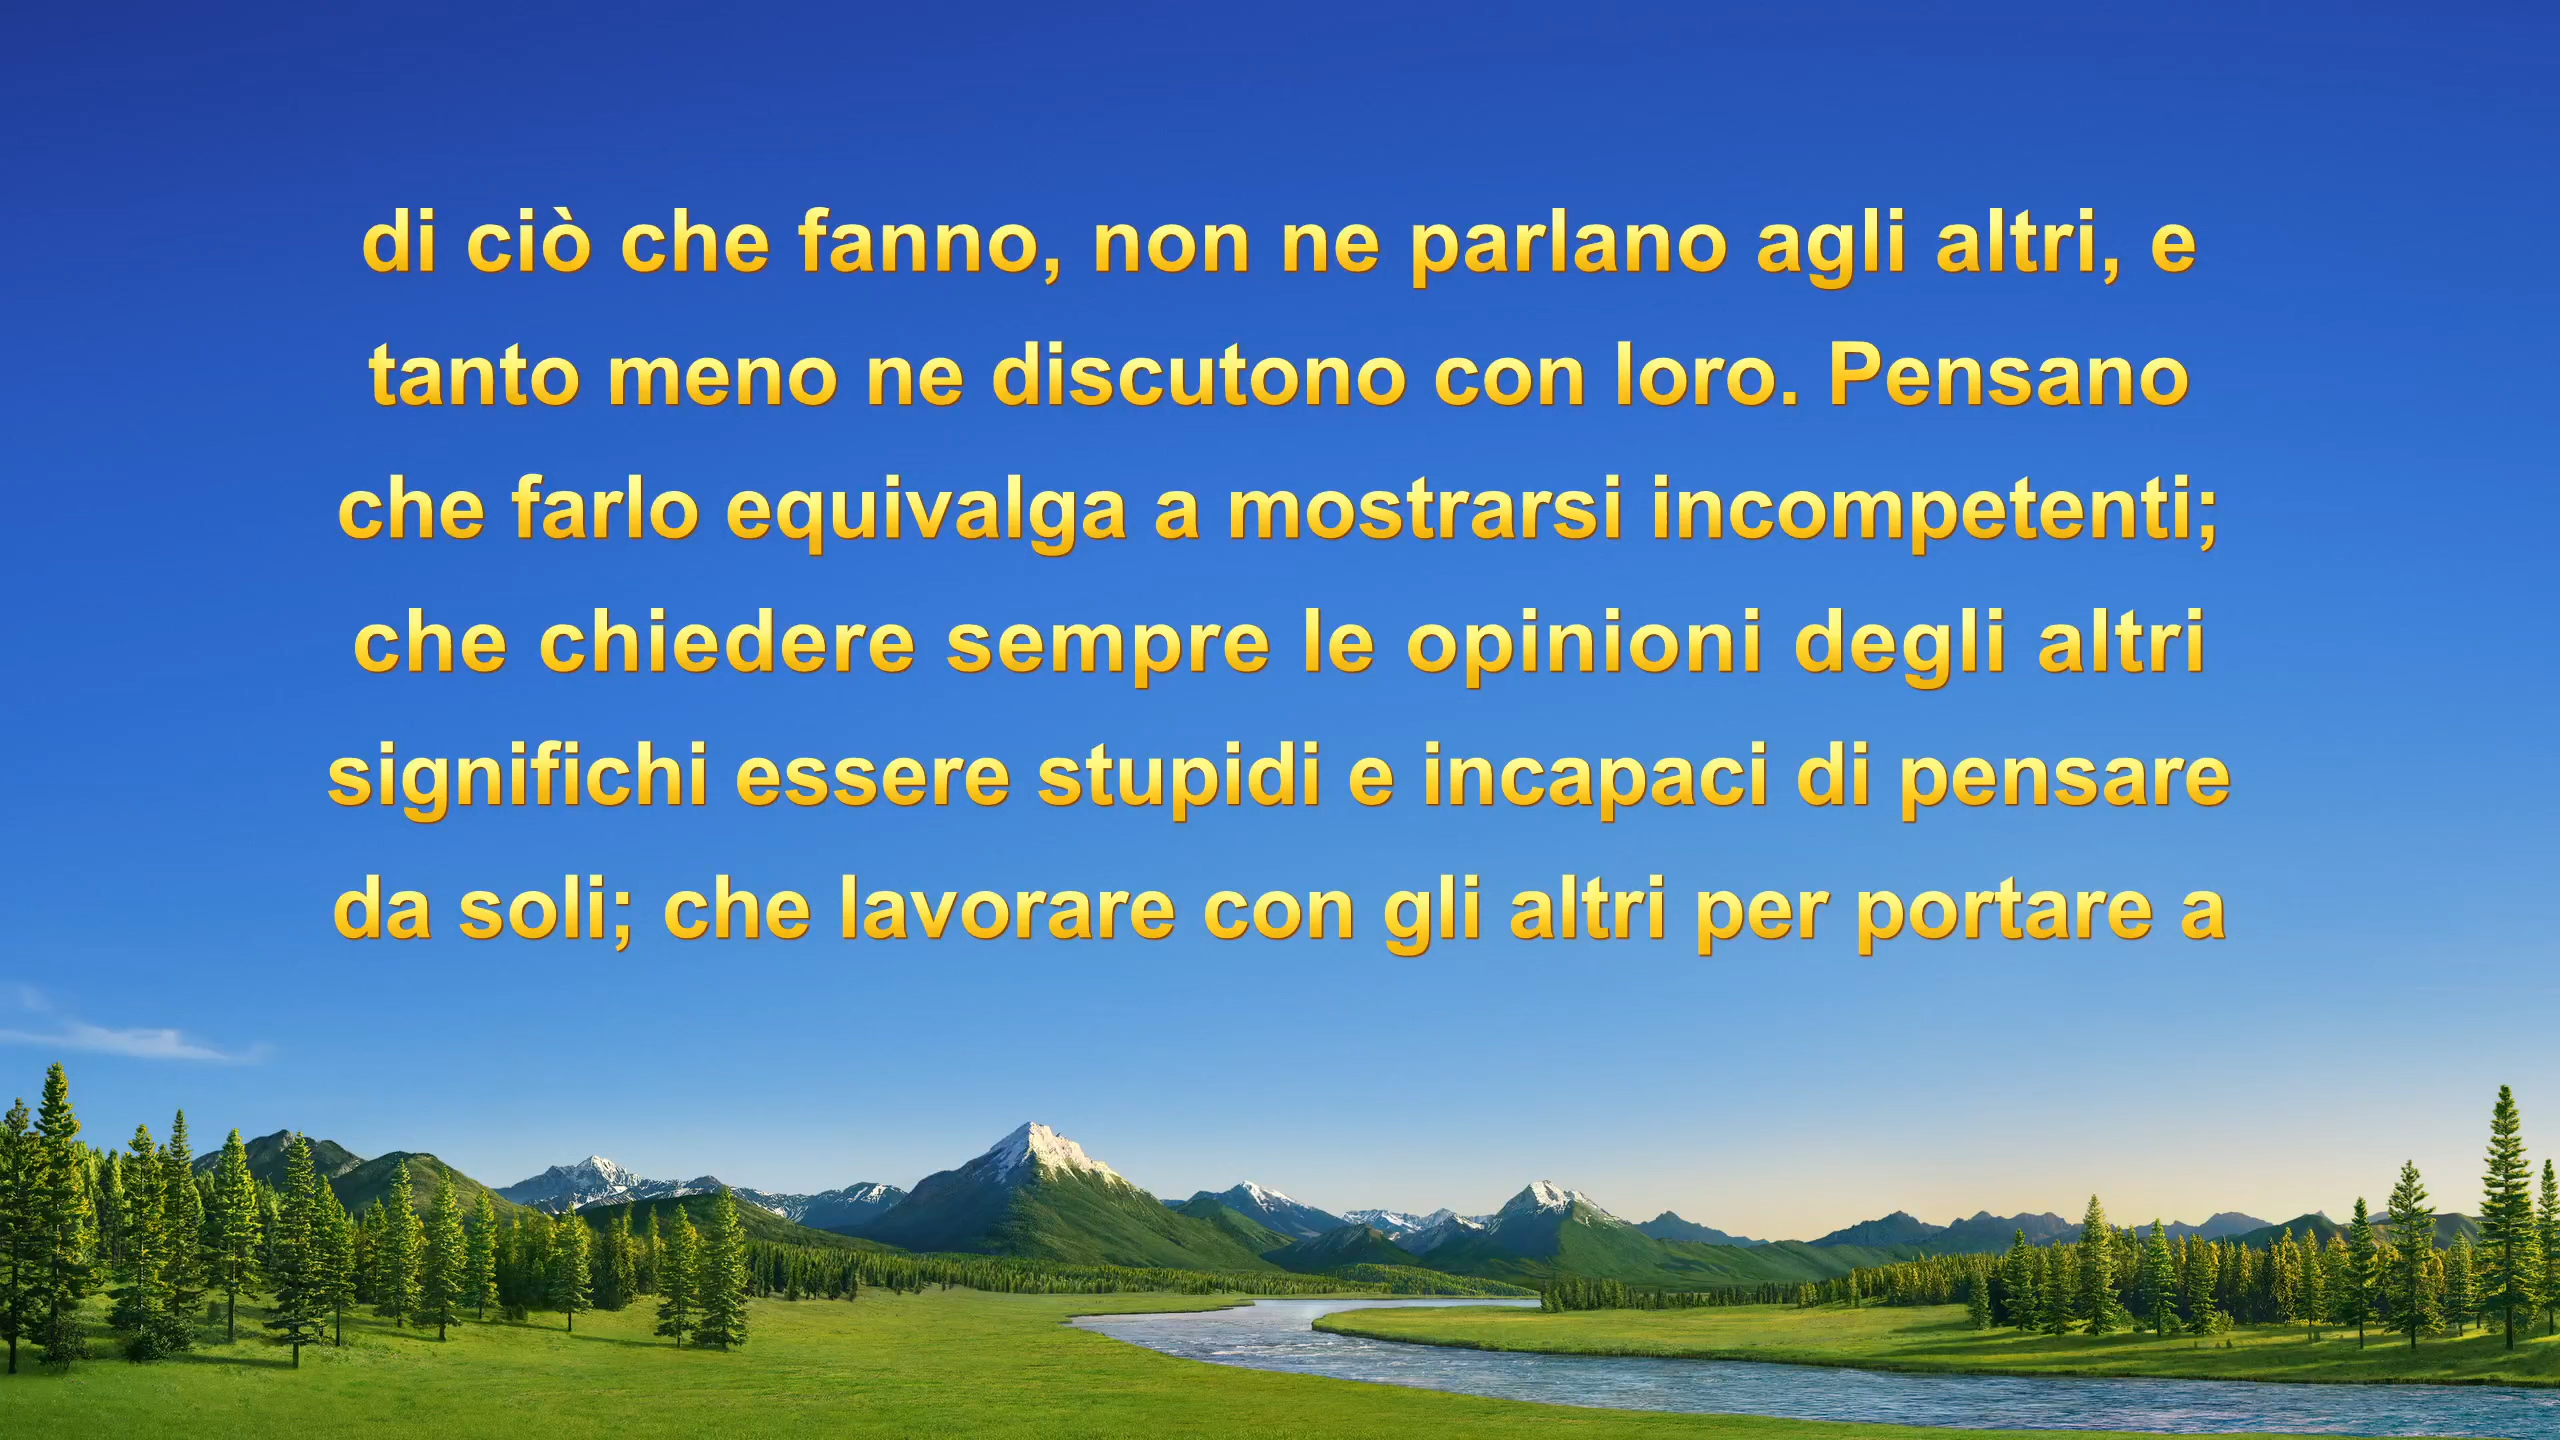 di ciò che fanno, non ne parlano agli altri, e
tanto meno ne discutono con loro. Pensano
che farlo equivalga a mostrarsi incompetenti;
che chiedere sempre le opinioni degli altri
significhi essere stupidi e incapaci di pensare
da soli; che lavorare con gli altri per portare a